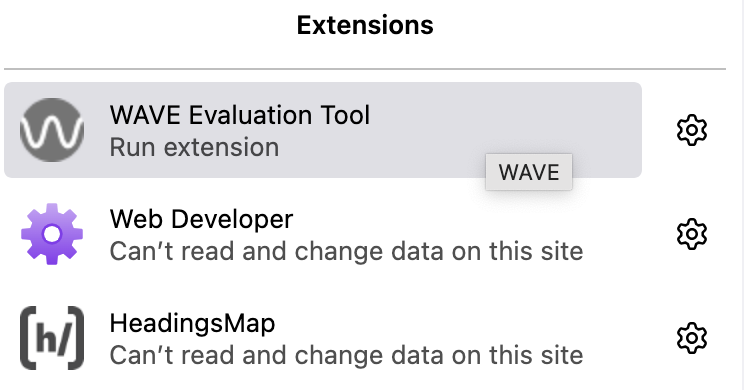 Extensions
WAVE Evaluation Tool
Run extension
WAVE
Web Developer
Can’t read and change data on this site
[h/]
HeadingsMap
Can’t read and change data on this site